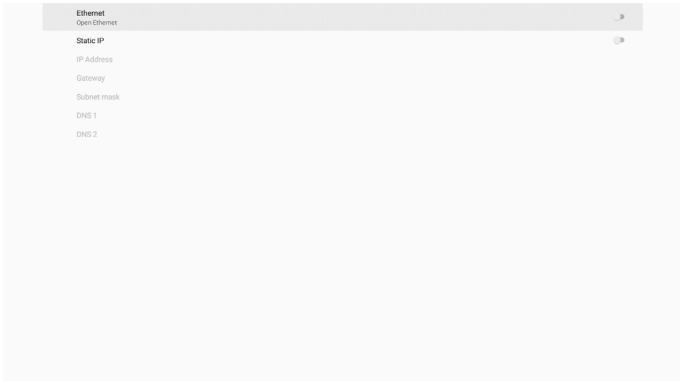 Ethernet
Open Ethernet
Static IP
IP Address
Gateway
Subnet mask
DNS 1
DNS 2